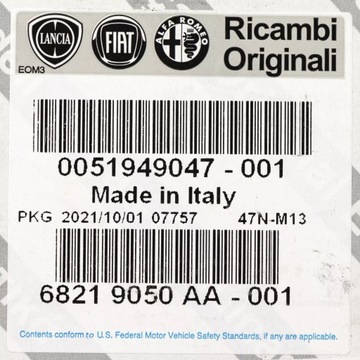 LANCIA
FIAT
ALFA ROMEO
Ricambi
Originali
EOM3
0051949047 - 001
Made in Italy
PKG 2021/10/01 07757 47N-M13
6821 9050 AA - 001
Contents conform to U.S. Federal Motor Vehicle Safety Standards, if any are applicable.